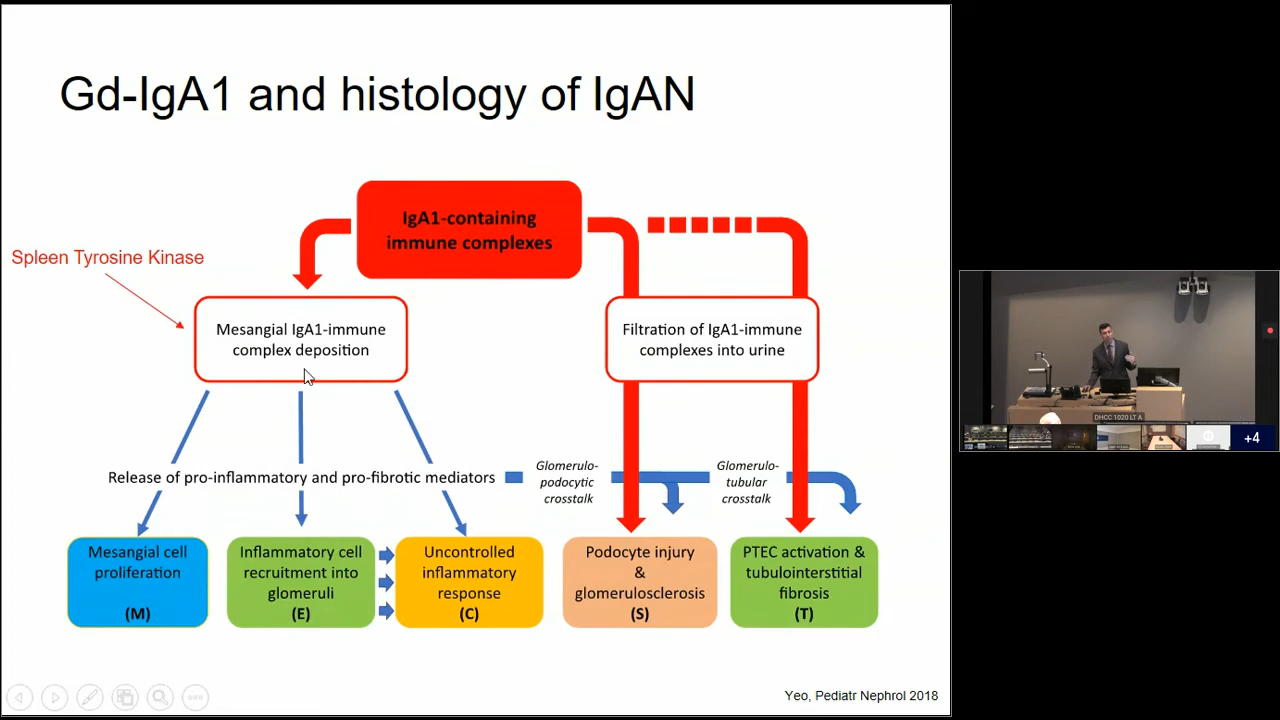 Gd-IgA1 and histology of IgAN
IgA1-containing
immune complexes
Spleen Tyrosine Kinase
Mesangial IgA1-immune
complex deposition
Filtration of IgA1-immune
complexes into urine
Release of pro-inflammatory and pro-fibrotic mediators
Glomerulo-
podocytic
crosstalk
Glomerulo-
tubular
crosstalk
Mesangial cell
proliferation
(M)
Inflammatory cell
recruitment into
glomeruli
(E)
Uncontrolled
inflammatory
response
(C)
Podocyte injury
&
glomerulosclerosis
(S)
PTEC activation &
tubulointerstitial
fibrosis
(T)
Yeo, Pediatr Nephrol 2018
DHCC 1020 LT A
+4